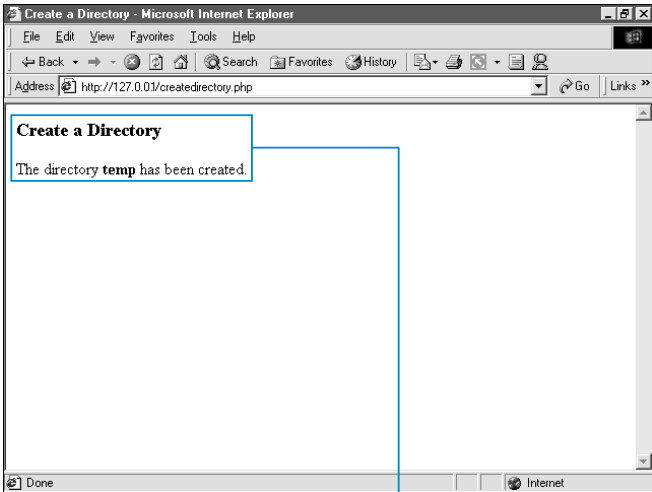 Create a Directory - Microsoft Internet Explorer
File Edit View Favorites Tools Help
Back Search Favorites History
Address http://127.0.01/createdirectory.php Go Links »
Create a Directory
The directory temp has been created.
Done Internet